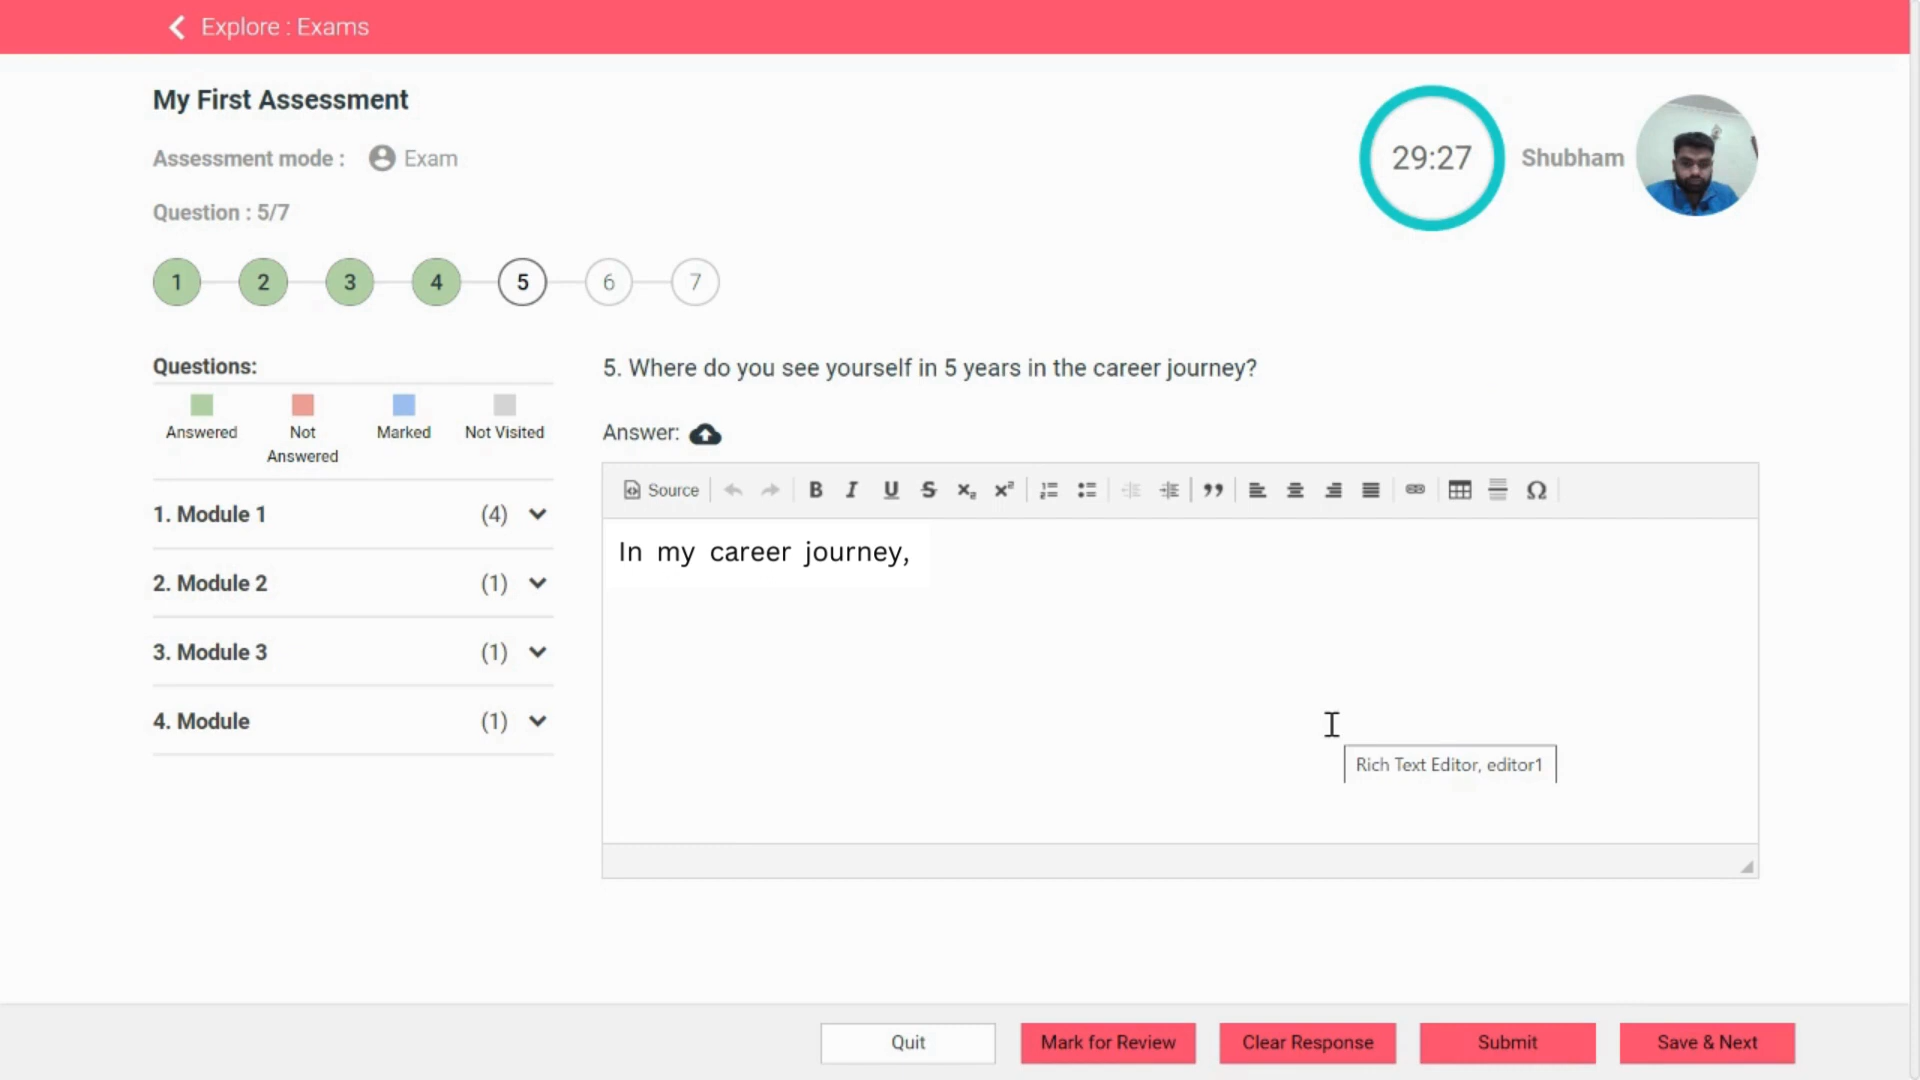 Explore : Exams
My First Assessment
Assessment mode : Exam
Question : 5/7
29:27
Shubham
1 2 3 4 5 6 7
Questions:
Answered
Not Answered
Marked
Not Visited
1. Module 1 (4)
2. Module 2 (1)
3. Module 3 (1)
4. Module (1)
5. Where do you see yourself in 5 years in the career journey?
Answer:
Source B I U S x₂ x² Ω
In my career journey,
Rich Text Editor, editor1
Quit
Mark for Review
Clear Response
Submit
Save & Next